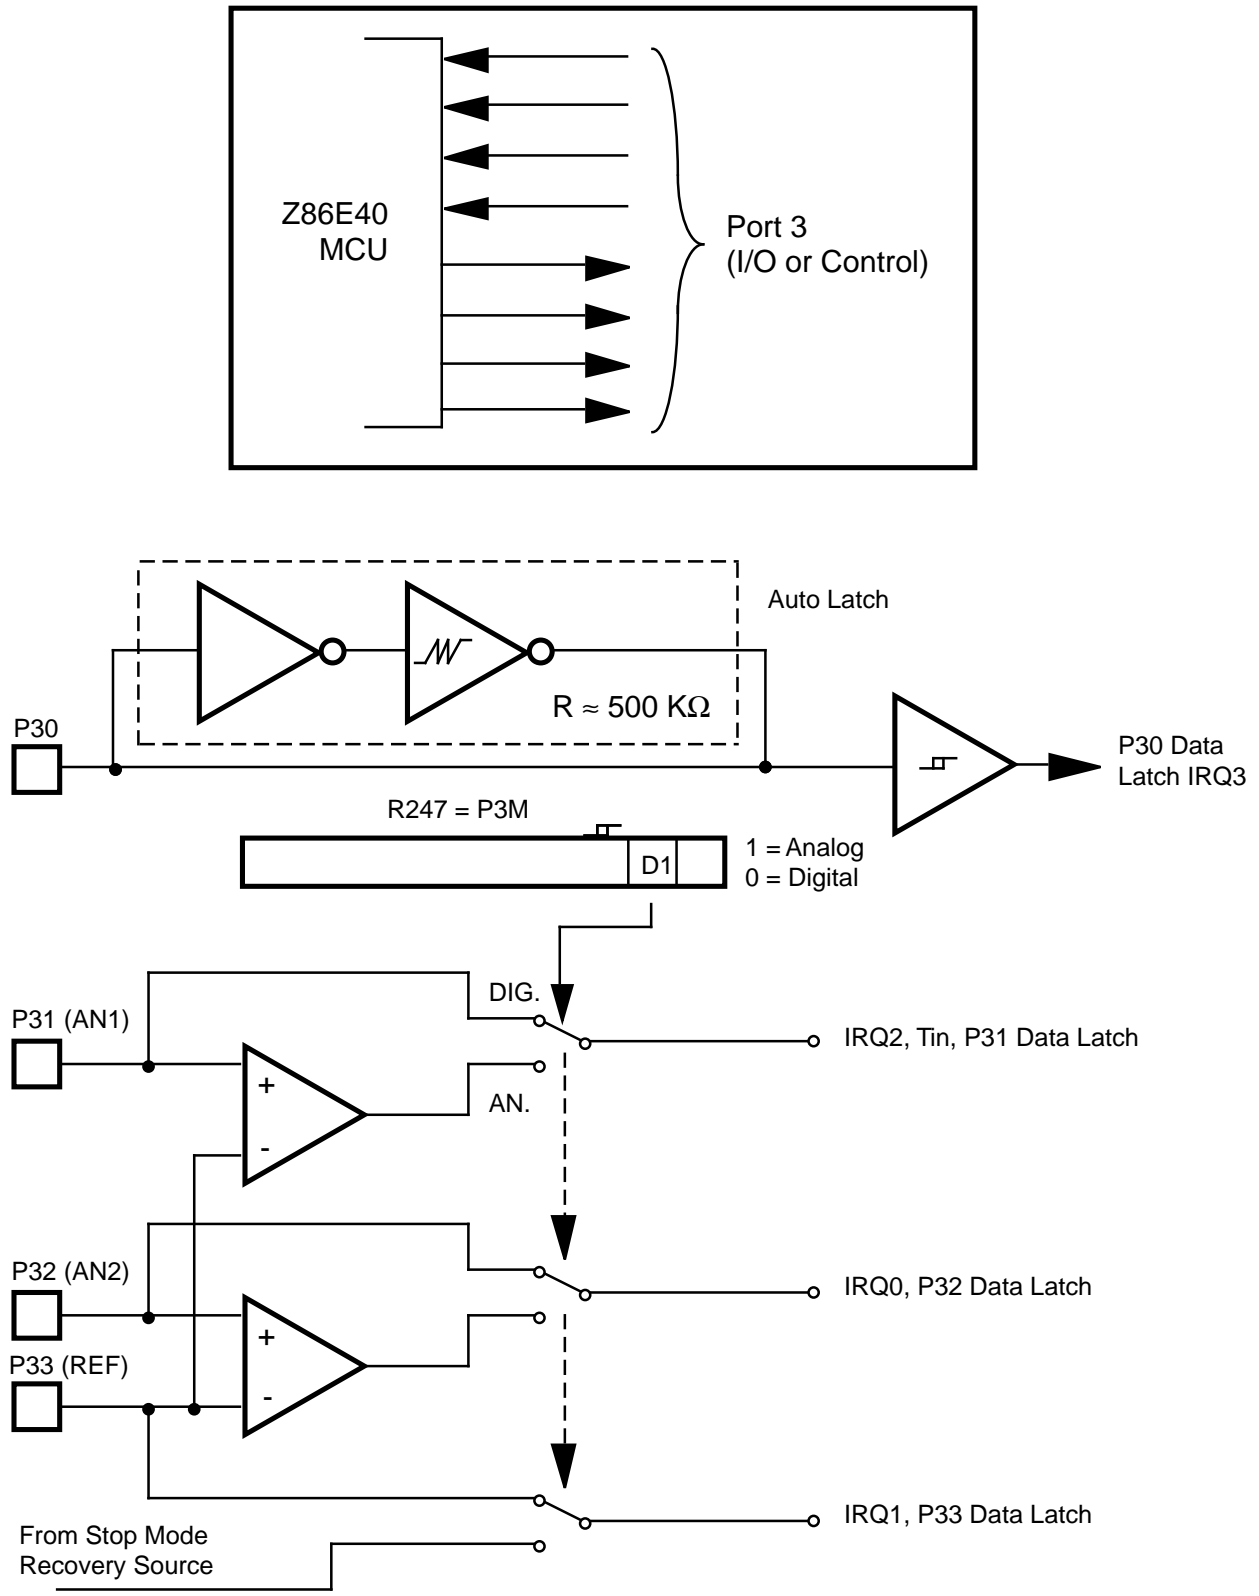 Z86E40
MCU
Port 3
(I/O or Control)
Auto Latch
R ≈ 500 KΩ
P30
P30 Data
Latch IRQ3
R247 = P3M
D1
1 = Analog
0 = Digital
DIG.
P31 (AN1)
IRQ2, Tin, P31 Data Latch
+
AN.
-
P32 (AN2)
IRQ0, P32 Data Latch
+
P33 (REF)
-
IRQ1, P33 Data Latch
From Stop Mode
Recovery Source